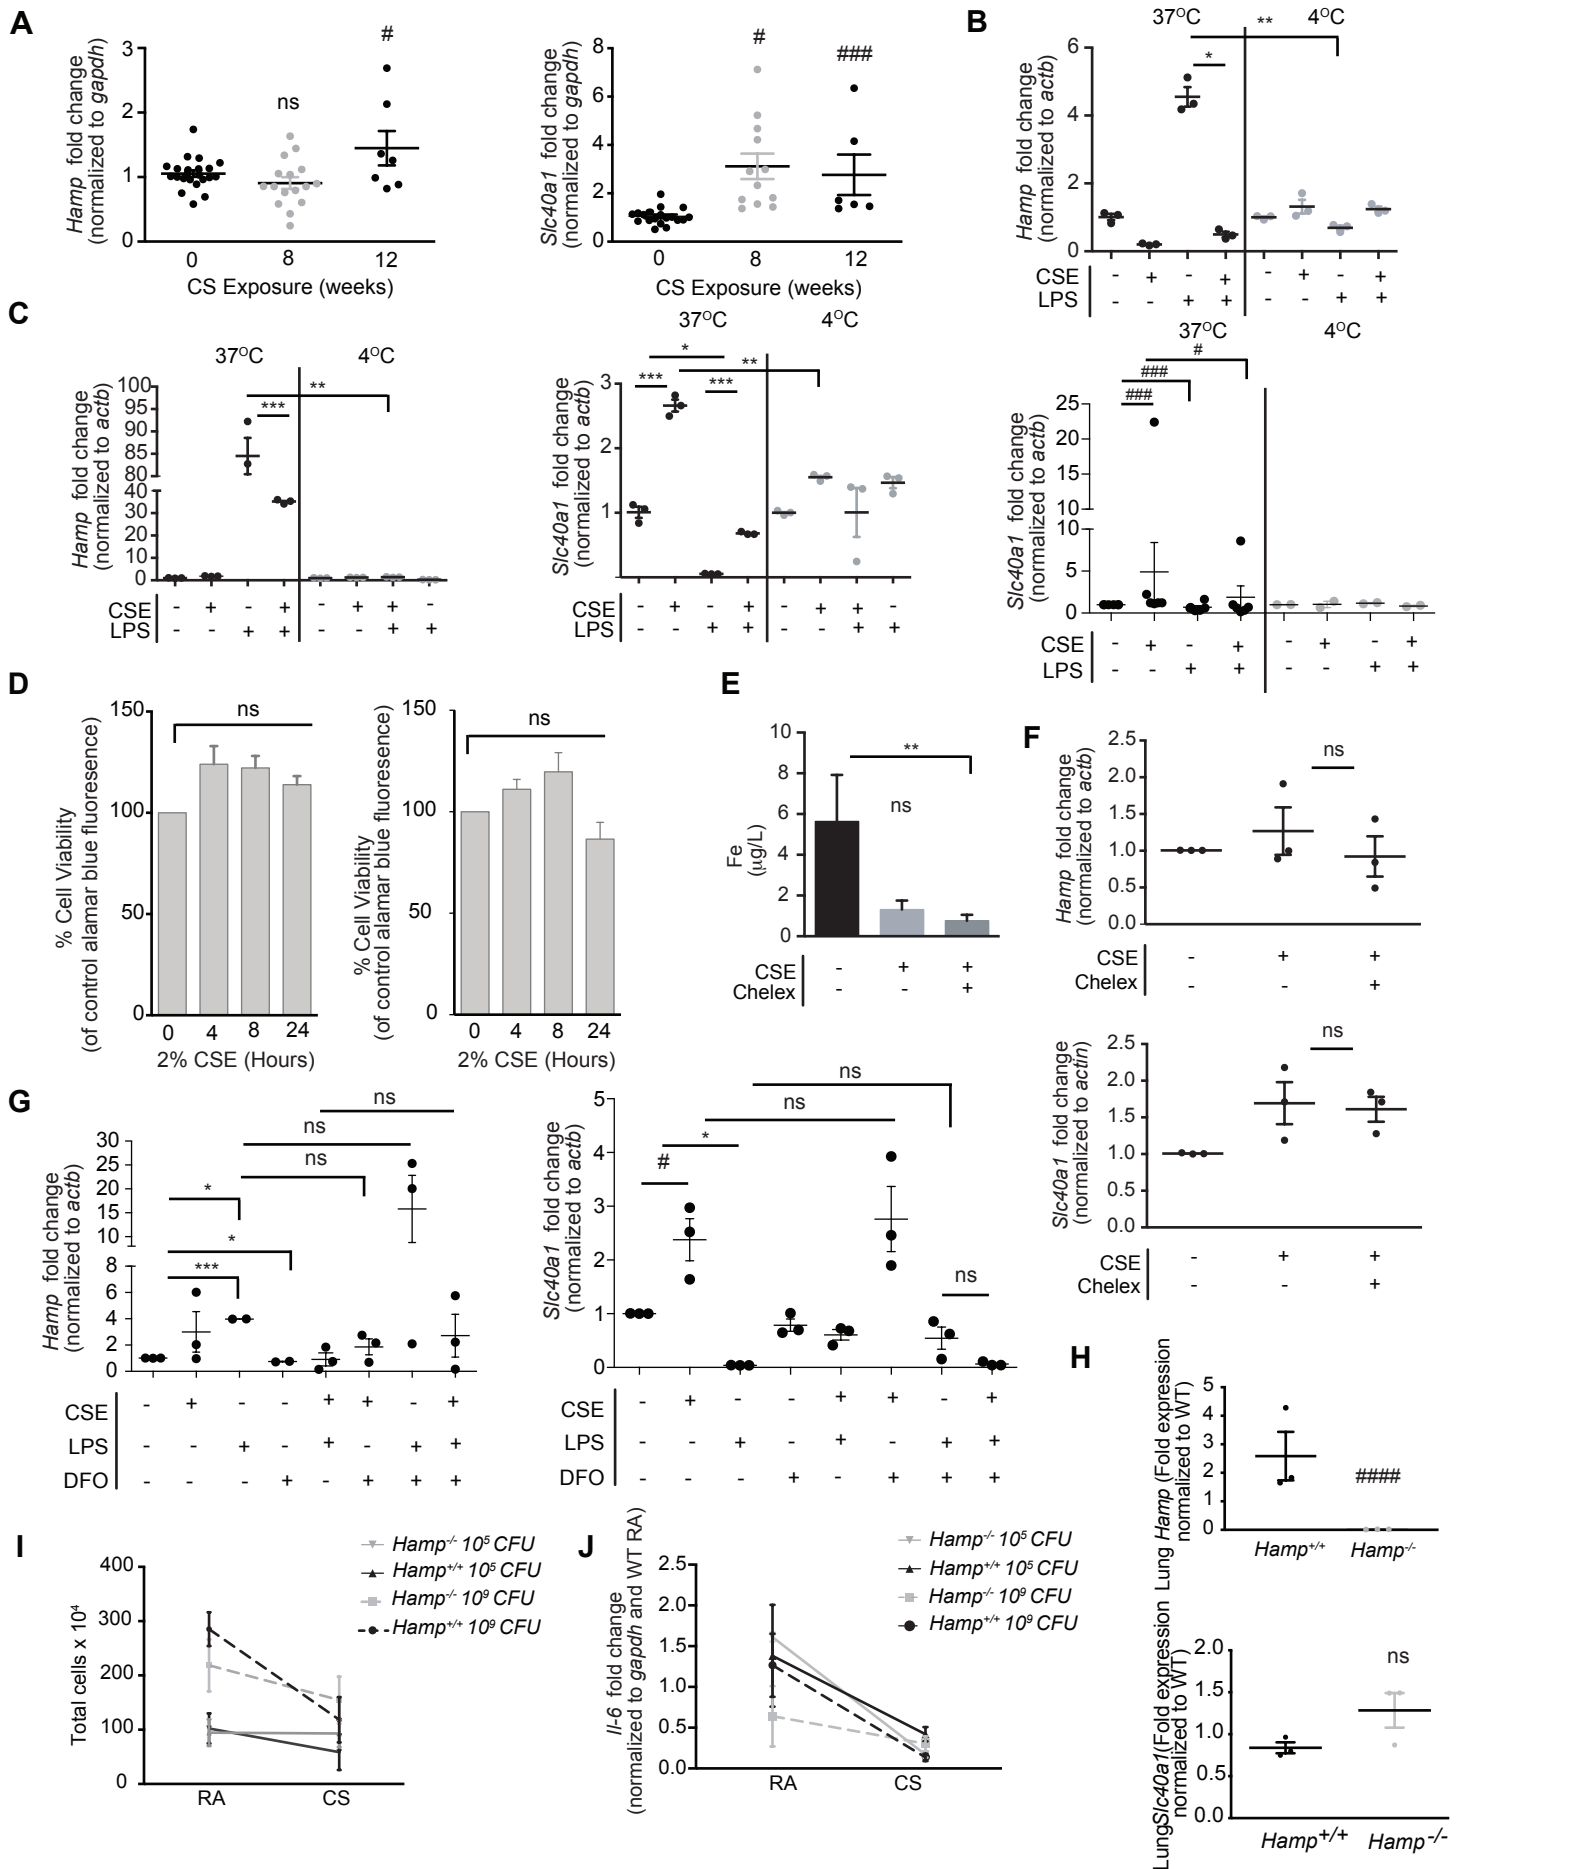 A
Hamp fold change
(normalized to gapdh)
3
2
1
0
ns
#
0 8 12
CS Exposure (weeks)
Slc40a1 fold change
(normalized to gapdh)
8
6
4
2
0
#
###
0 8 12
CS Exposure (weeks)
B
37ºC 4ºC
**
*
Hamp fold change
(normalized to actb)
6
4
2
0
CSE - + - + - + - +
LPS - - + + - - + +
37ºC 4ºC
#
###
###
Slc40a1 fold change
(normalized to actb)
25
20
15
10
10
5
0
CSE - + - + - + - +
LPS - - + + - - + +
C
37ºC 4ºC
**
***
Hamp fold change
(normalized to actb)
100
95
90
85
80
40
30
20
10
0
CSE - + - + - + + -
LPS - - + + - - + +
37ºC 4ºC
*
**
*** ***
Slc40a1 fold change
(normalized to actb)
3
2
1
CSE - + - + - + + -
LPS - - + + - - + +
D
% Cell Viability
(of control alamar blue fluoresence)
150
100
50
0
ns
0 4 8 24
2% CSE (Hours)
% Cell Viability
(of control alamar blue fluoresence)
150
100
50
0
ns
0 4 8 24
2% CSE (Hours)
E
Fe
(µg/L)
10
8
6
4
2
0
**
ns
CSE - + +
Chelex - - +
F
Hamp fold change
(normalized to actb)
2.5
2.0
1.5
1.0
0.5
0.0
ns
CSE - + +
Chelex - - +
Slc40a1 fold change
(normalized to actin)
2.5
2.0
1.5
1.0
0.5
0.0
ns
CSE - + +
Chelex - - +
G
Hamp fold change
(normalized to actb)
30
25
20
15
10
8
6
4
2
0
ns
ns
ns
*
*
***
CSE - + - - + + - +
LPS - - + - + - + +
DFO - - - + - + + +
Slc40a1 fold change
(normalized to actb)
5
4
3
2
1
0
ns
ns
*
#
ns
CSE - + - - + + - +
LPS - - + - + - + +
DFO - - - + - + + +
H
Lung Hamp (Fold expression
normalized to WT)
5
4
3
2
1
0
####
Hamp+/+ Hamp-/-
Lung Slc40a1 (Fold expression
normalized to WT)
2.0
1.5
1.0
0.5
0.0
ns
Hamp+/+ Hamp-/-
I
Total cells x 10⁴
400
300
200
100
0
RA CS
Hamp-/- 10⁵ CFU
Hamp+/+ 10⁵ CFU
Hamp-/- 10⁹ CFU
Hamp+/+ 10⁹ CFU
J
Il-6 fold change
(normalized to gapdh and WT RA)
2.5
2.0
1.5
1.0
0.5
0.0
RA CS
Hamp-/- 10⁵ CFU
Hamp+/+ 10⁵ CFU
Hamp-/- 10⁹ CFU
Hamp+/+ 10⁹ CFU